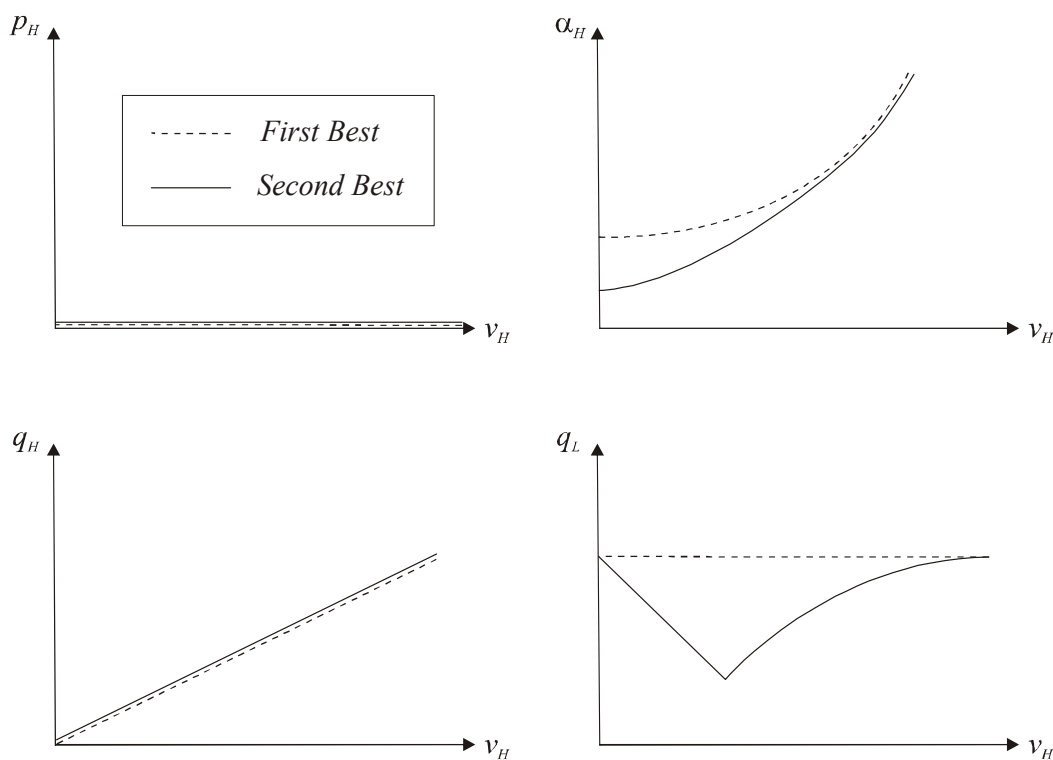 p_H
α_H
First Best
Second Best
v_H
v_H
q_H
q_L
v_H
v_H